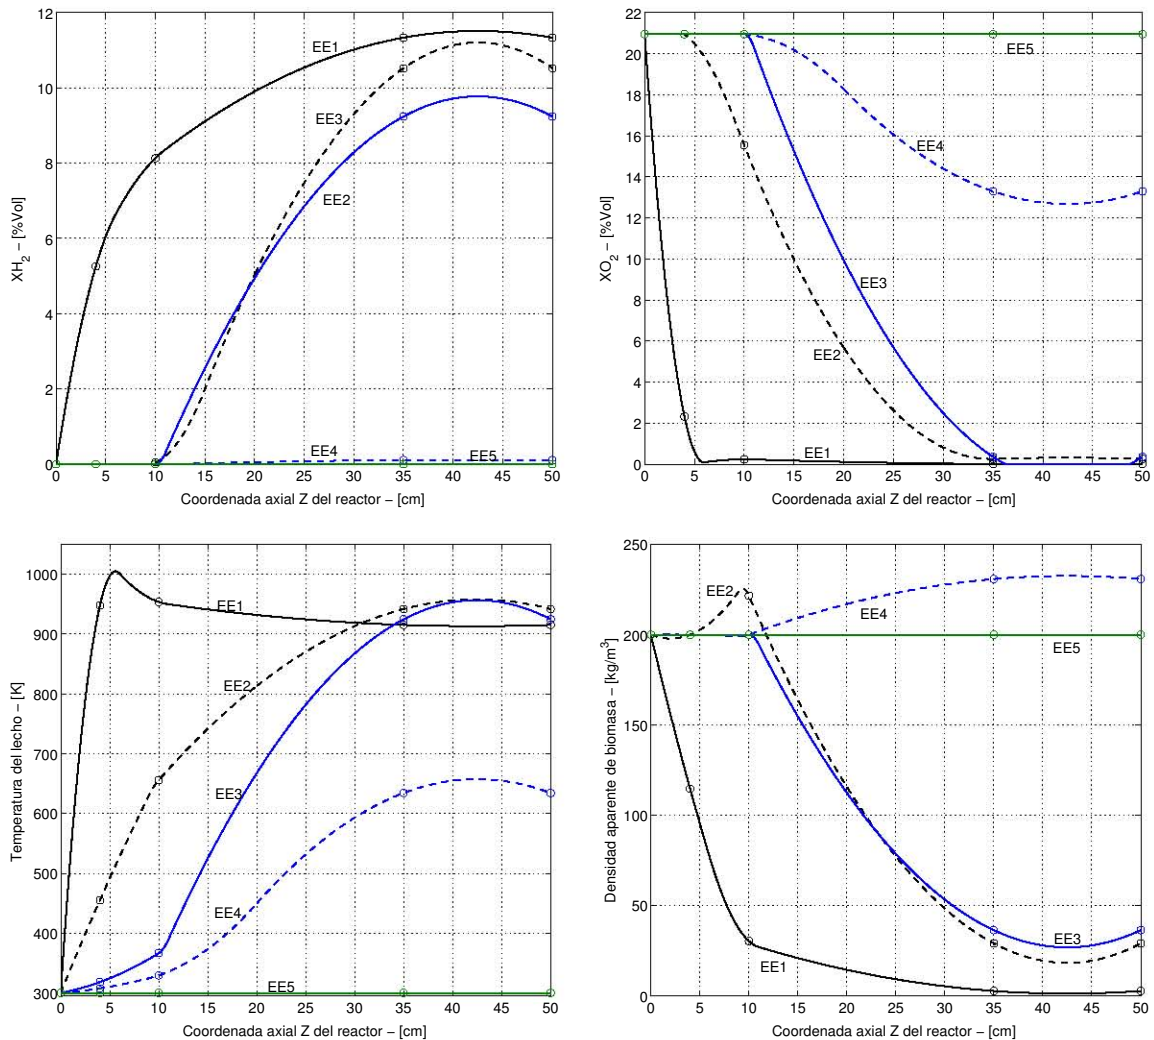 12
10
8
6
4
2
0
XH2 − [%Vol]
EE1
EE3
EE2
EE4
EE5
0 5 10 15 20 25 30 35 40 45 50
Coordenada axial Z del reactor − [cm]
22
20
18
16
14
12
10
8
6
4
2
0
XO2 − [%Vol]
EE5
EE4
EE3
EE2
EE1
0 5 10 15 20 25 30 35 40 45 50
Coordenada axial Z del reactor − [cm]
1000
900
800
700
600
500
400
300
Temperatura del lecho − [K]
EE1
EE2
EE3
EE4
EE5
0 5 10 15 20 25 30 35 40 45 50
Coordenada axial Z del reactor − [cm]
250
200
150
100
50
0
Densidad aparente de biomasa − [kg/m3]
EE2
EE4
EE5
EE3
EE1
0 5 10 15 20 25 30 35 40 45 50
Coordenada axial Z del reactor − [cm]